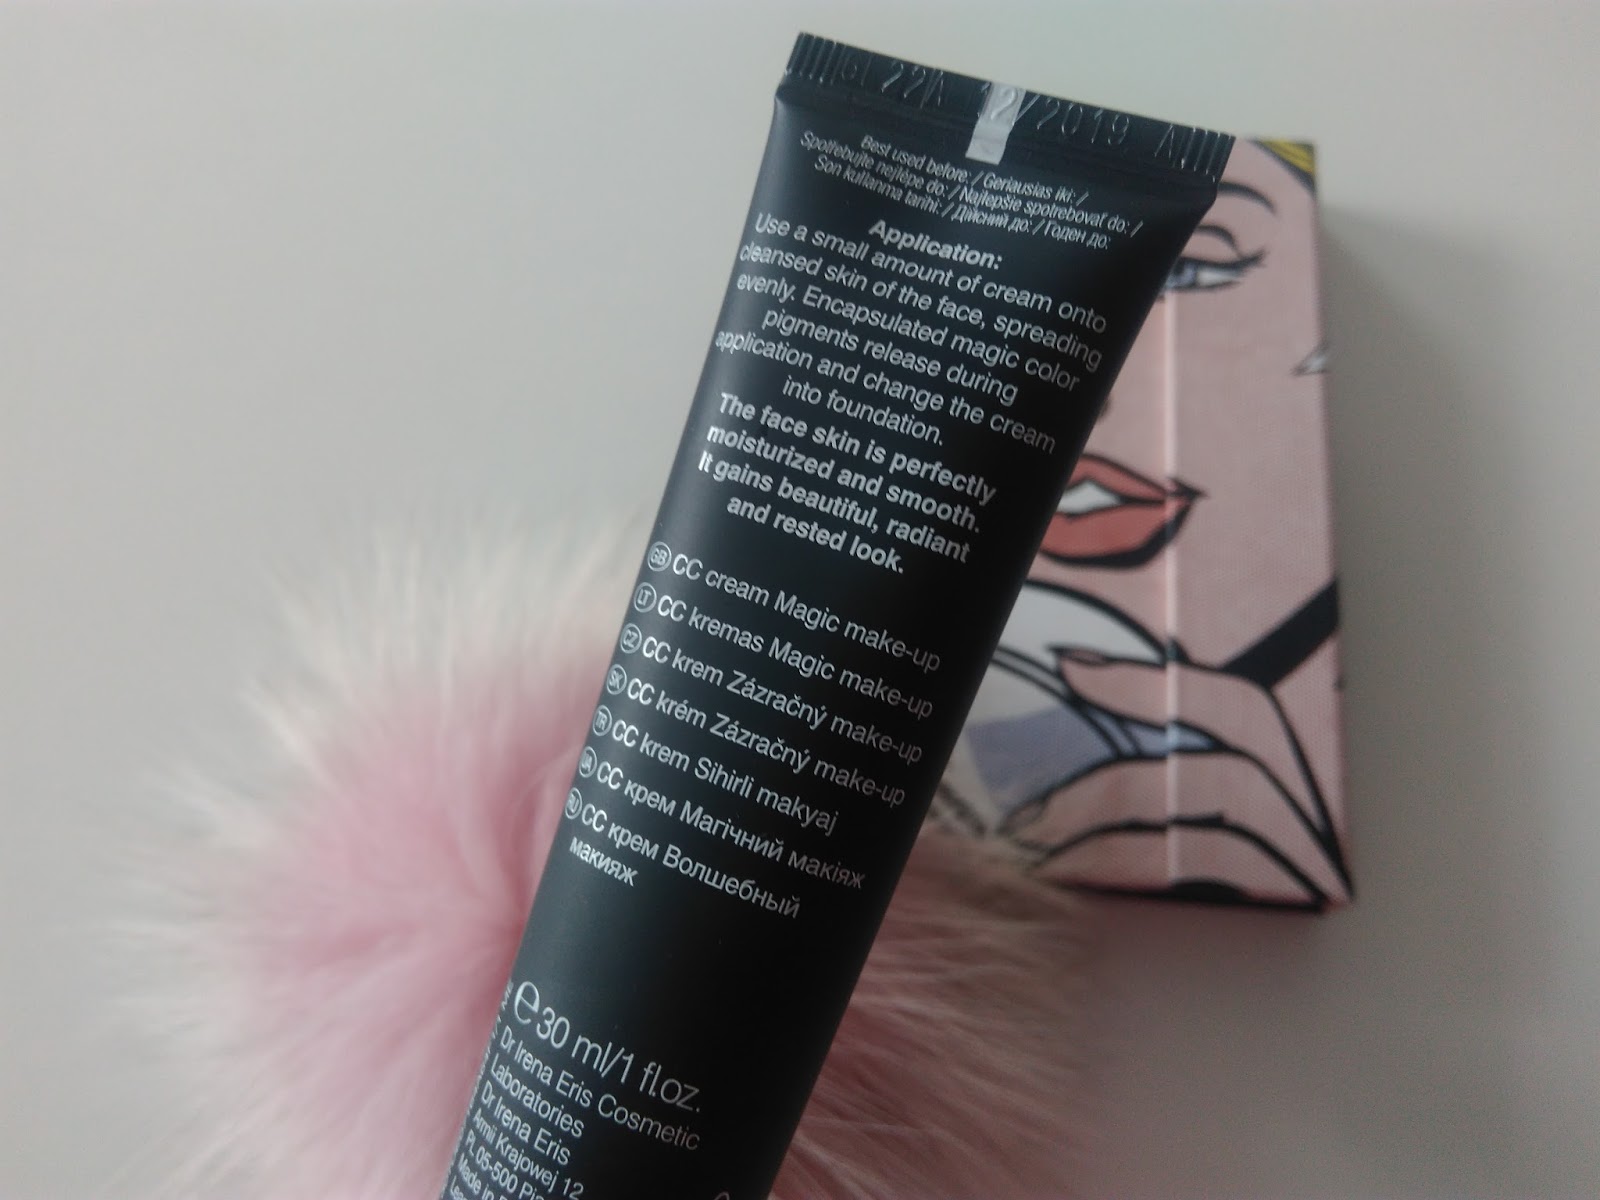 22A 12/2019 A
Best used before: / Geriausias iki: /
Spotřebujte nejlépe do: / Najlepšie spotrebovať do: /
Son kullanma tarihi: / Дійсний до: / Годен до:
Application:
Use a small amount of cream onto
cleansed skin of the face, spreading
evenly. Encapsulated magic color
pigments release during
application and change the cream
into foundation.
The face skin is perfectly
moisturized and smooth.
It gains beautiful, radiant
and rested look.
GB CC cream Magic make-up
LT CC kremas Magic make-up
CZ CC krem Zázračný make-up
SK CC krém Zázračný make-up
TR CC krem Sihirli makyaj
UA CC крем Магічний макіяж
RU CC крем Волшебный
макияж
e 30 ml/1 fl.oz.
Dr Irena Eris Cosmetic
Laboratories
Dr Irena Eris
Armii Krajowej 12
PL 05-500
Made in